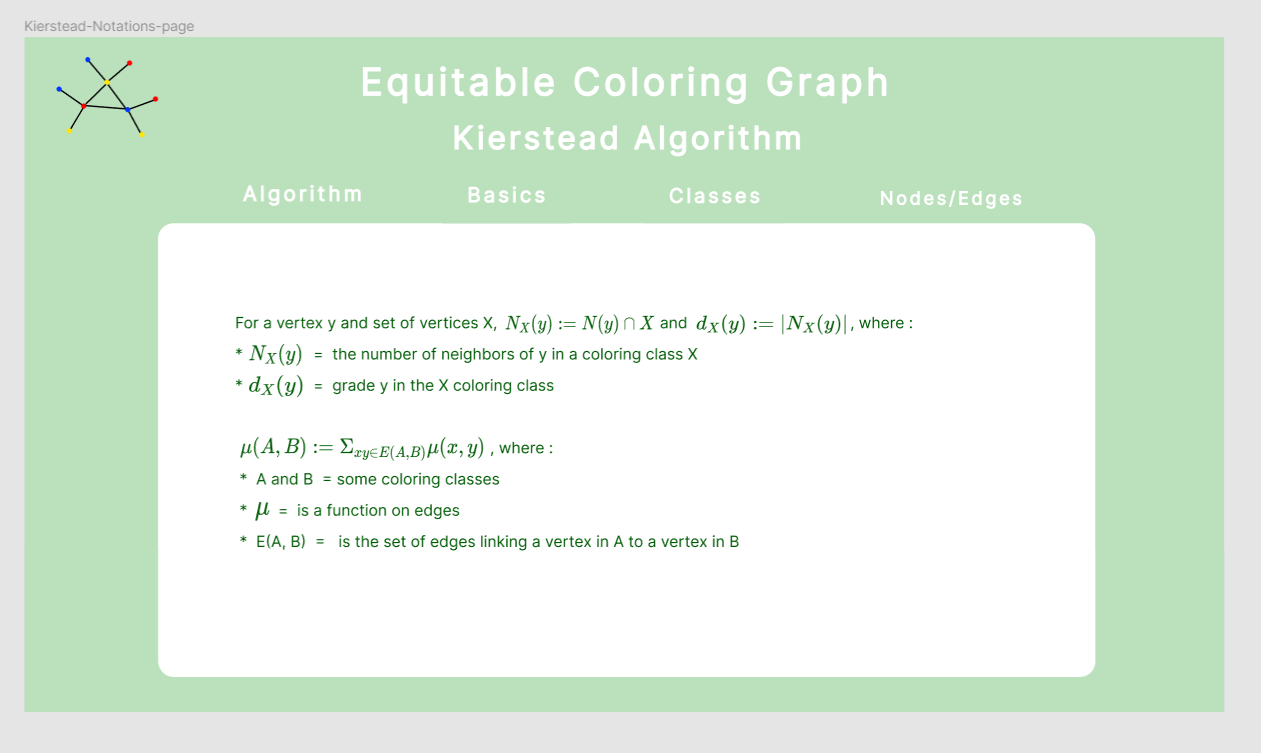 Kierstead-Notations-page
Equitable Coloring Graph
Kierstead Algorithm
Algorithm Basics Classes Nodes/Edges
For a vertex y and set of vertices X, $N_X(y) := N(y) \cap X$ and $d_X(y) := |N_X(y)|$, where :
* $N_X(y)$ = the number of neighbors of y in a coloring class X
* $d_X(y)$ = grade y in the X coloring class
$\mu(A, B) := \Sigma_{xy \in E(A,B)} \mu(x, y)$ , where :
* A and B = some coloring classes
* $\mu$ = is a function on edges
* E(A, B) = is the set of edges linking a vertex in A to a vertex in B